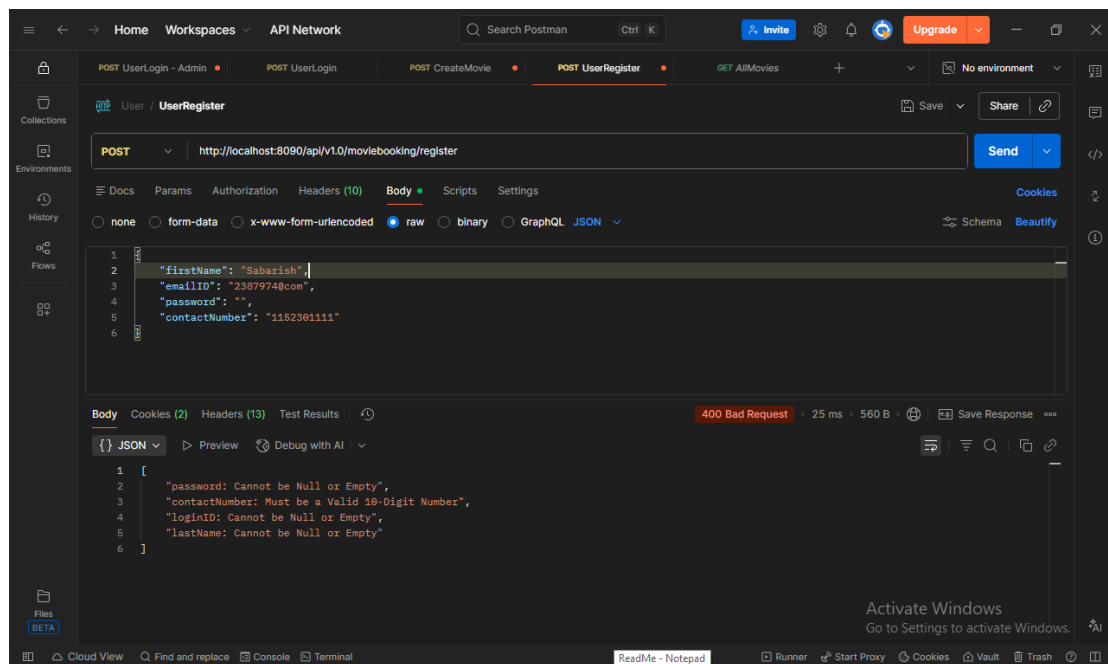 Home Workspaces API Network Search Postman Ctrl K Invite Upgrade
POST UserLogin - Admin POST UserLogin POST CreateMovie POST UserRegister GET AllMovies No environment
HTTP User / UserRegister Save Share
Collections
POST http://localhost:8090/api/v1.0/moviebooking/register Send
Environments
Docs Params Authorization Headers (10) Body Scripts Settings Cookies
History
none form-data x-www-form-urlencoded raw binary GraphQL JSON Schema Beautify
Flows
1 {
2 "firstName": "Sabarish",
3 "emailID": "2387974@com",
4 "password": "",
5 "contactNumber": "1152301111"
6 }
Body Cookies (2) Headers (13) Test Results 400 Bad Request 25 ms 560 B e.g. Save Response
{} JSON Preview Debug with AI
1 [
2 "password: Cannot be Null or Empty",
3 "contactNumber: Must be a Valid 10-Digit Number",
4 "loginID: Cannot be Null or Empty",
5 "lastName: Cannot be Null or Empty"
6 ]
Files
BETA
Activate Windows
Go to Settings to activate Windows.
AI
Cloud View Find and replace Console Terminal ReadMe - Notepad Runner Start Proxy Cookies Vault Trash